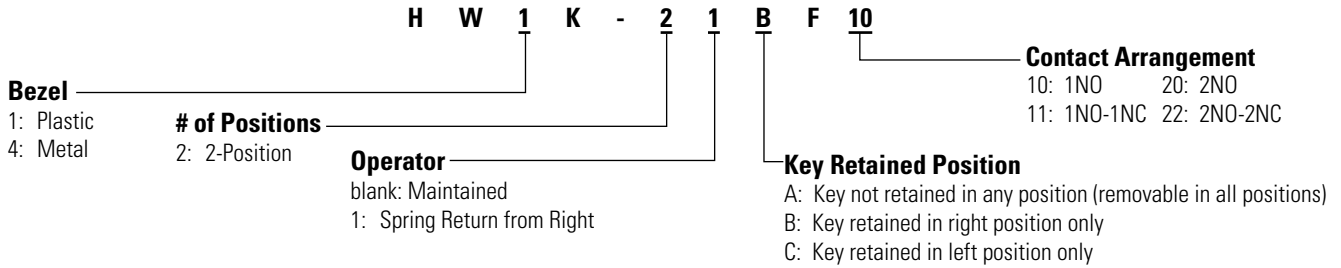 H W 1 K - 2 1 B F 10
Bezel
1: Plastic
4: Metal
# of Positions
2: 2-Position
Operator
blank: Maintained
1: Spring Return from Right
Key Retained Position
A: Key not retained in any position (removable in all positions)
B: Key retained in right position only
C: Key retained in left position only
Contact Arrangement
10: 1NO 20: 2NO
11: 1NO-1NC 22: 2NO-2NC